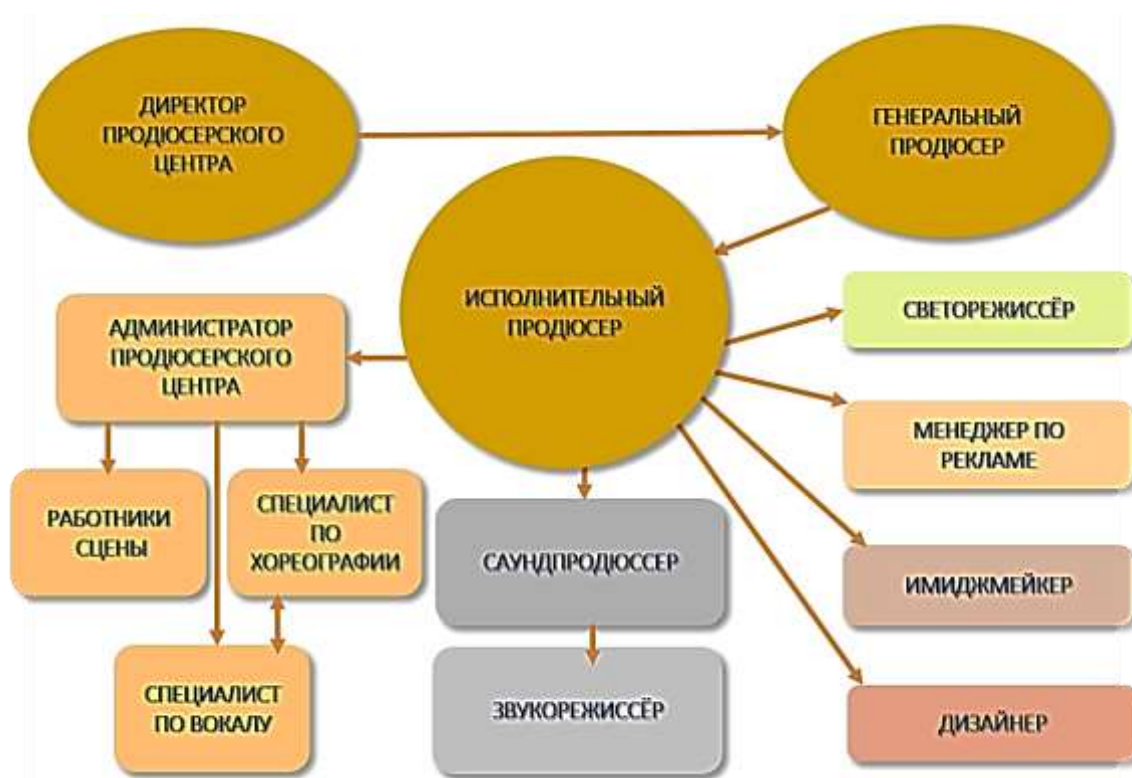 ДИРЕКТОР
ПРОДЮСЕРСКОГО
ЦЕНТРА
ГЕНЕРАЛЬНЫЙ
ПРОДЮСЕР
ИСПОЛНИТЕЛЬНЫЙ
ПРОДЮСЕР
АДМИНИСТРАТОР
ПРОДЮСЕРСКОГО
ЦЕНТРА
СВЕТОРЕЖИССЁР
МЕНЕДЖЕР ПО
РЕКЛАМЕ
РАБОТНИКИ
СЦЕНЫ
СПЕЦИАЛИСТ
ПО
ХОРЕОГРАФИИ
САУНДПРОДЮССЕР
ИМИДЖМЕЙКЕР
СПЕЦИАЛИСТ
ПО ВОКАЛУ
ЗВУКОРЕЖИССЁР
ДИЗАЙНЕР